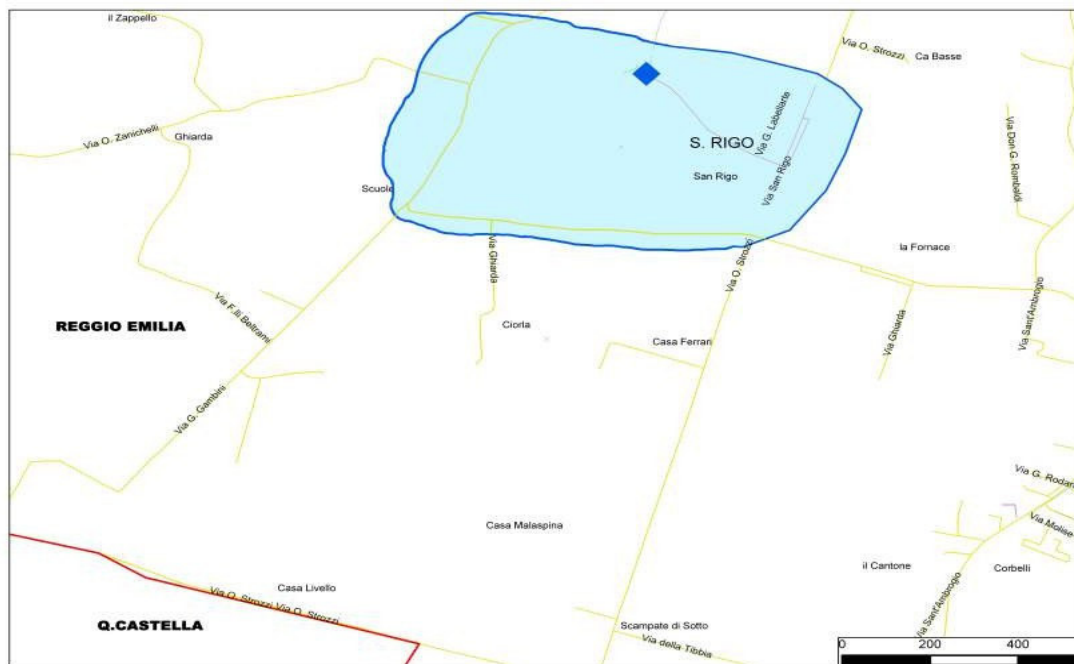 il Zappello
Via O. Strozzi
Ca Basse
Via O. Zanichelli
Ghiarda
Via G. Labellarte
S. RIGO
Via Don G. Rombaldi
San Rigo
Via San Rigo
Scuole
Via Ghiarda
Via O. Strozzi
la Fornace
Via Sant'Ambrogio
REGGIO EMILIA
Via F.lli Beltrami
Ciorla
Casa Ferrari
Via Ghiarda
Via G. Gambini
Via G. Rodari
Casa Malaspina
Via Molise
il Cantone
Corbelli
Casa Livello
Via O. Strozzi Via O. Strozzi
Via Sant'Ambrogio
Q.CASTELLA
Scampate di Sotto
Via della Tibbia
0 200 400